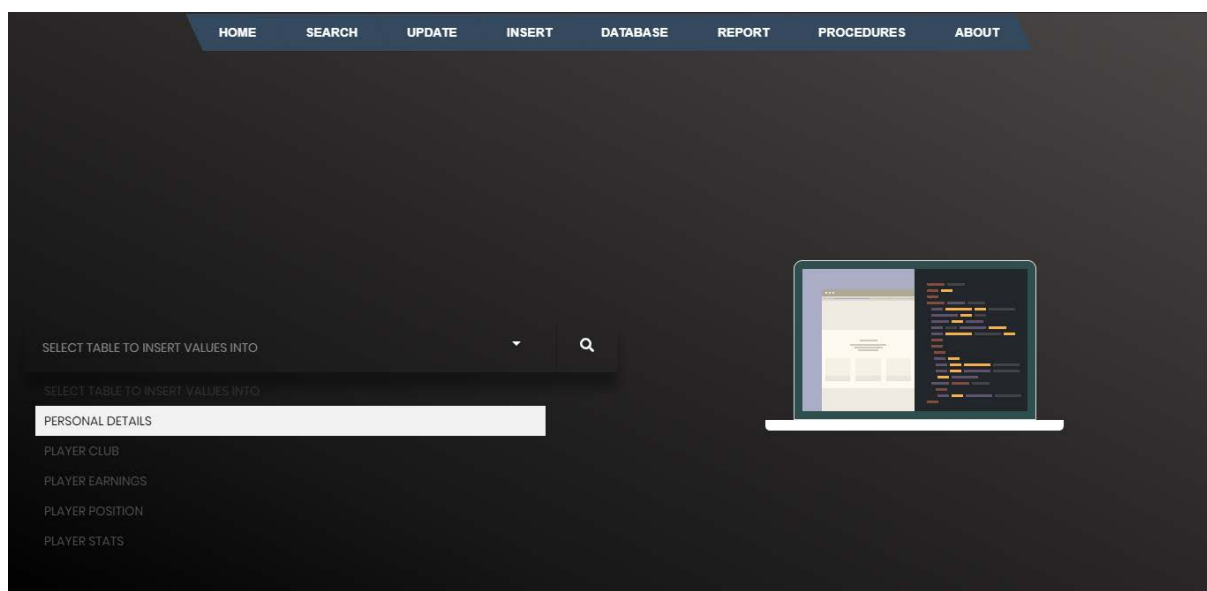 HOME SEARCH UPDATE INSERT DATABASE REPORT PROCEDURES ABOUT
SELECT TABLE TO INSERT VALUES INTO
SELECT TABLE TO INSERT VALUES INTO
PERSONAL DETAILS
PLAYER CLUB
PLAYER EARNINGS
PLAYER POSITION
PLAYER STATS